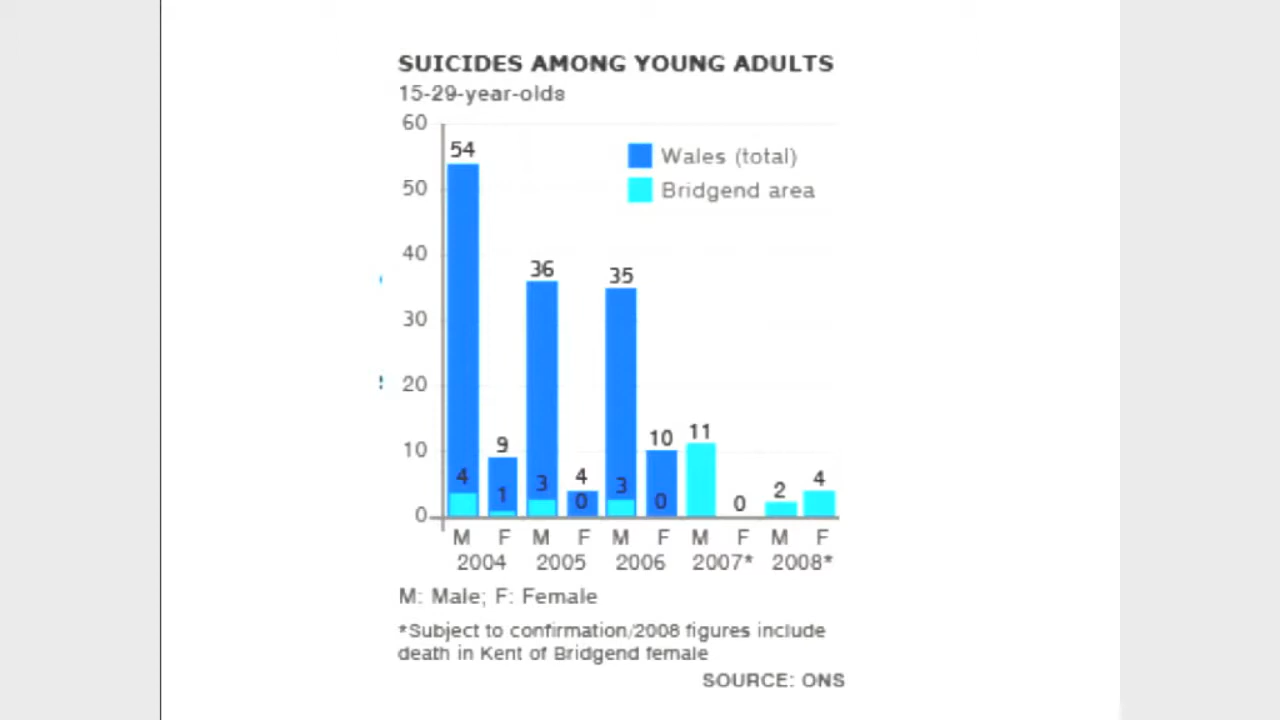 SUICIDES AMONG YOUNG ADULTS
15-29-year-olds
60
54
Wales (total)
50
Bridgend area
40
36
35
30
20
10
9
4
10
11
4
1
3
0
3
0
0
2
4
0
M F M F M F M F M F
2004 2005 2006 2007* 2008*
M: Male; F: Female
*Subject to confirmation/2008 figures include
death in Kent of Bridgend female
SOURCE: ONS